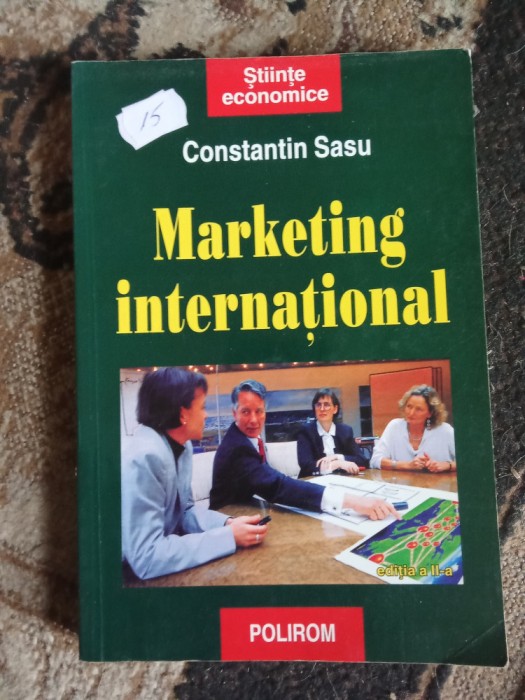 Științe
economice
15
Constantin Sasu
Marketing
internațional
ediția a II-a
POLIROM